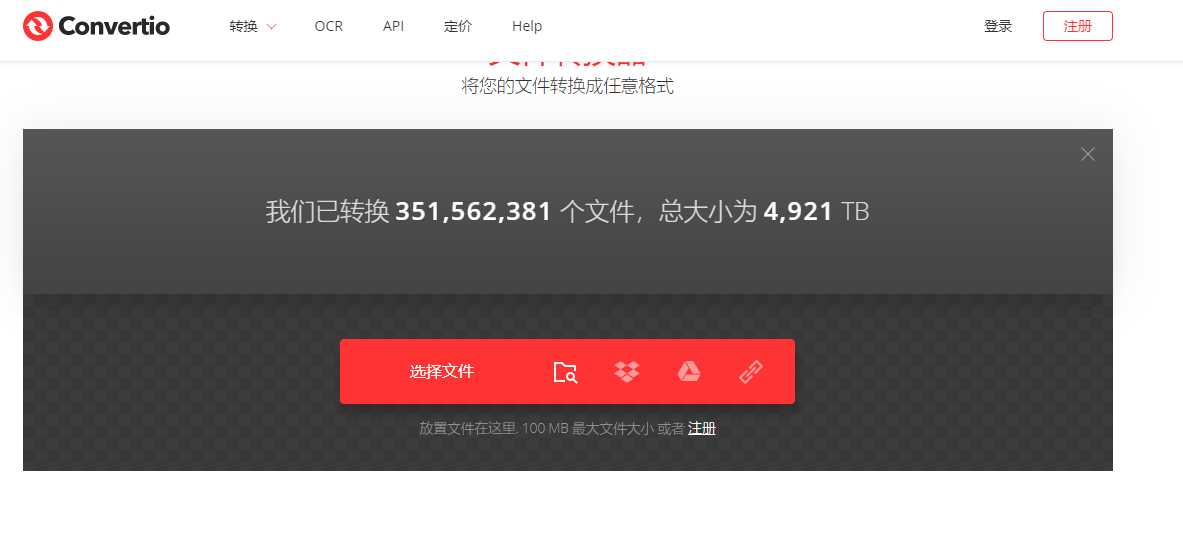 Convertio 转换 OCR API 定价 Help 登录 注册
将您的文件转换成任意格式
我们已转换 351,562,381 个文件，总大小为 4,921 TB
选择文件
放置文件在这里. 100 MB 最大文件大小 或者 注册